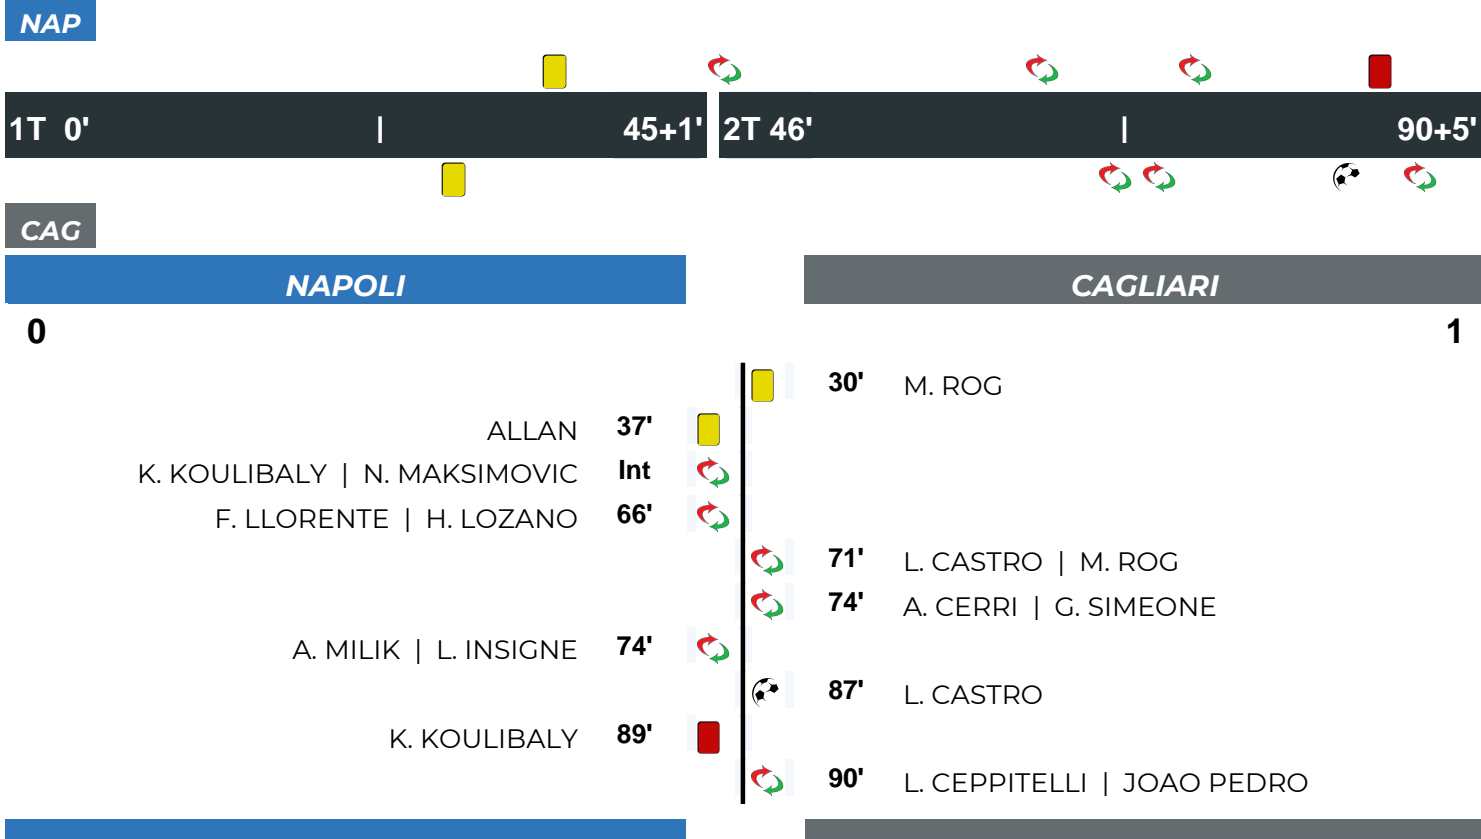 NAP
1T 0' | 45+1' 2T 46' | 90+5'
CAG
NAPOLI CAGLIARI
0 1
30' M. ROG
ALLAN 37'
K. KOULIBALY | N. MAKSIMOVIC Int
F. LLORENTE | H. LOZANO 66'
71' L. CASTRO | M. ROG
74' A. CERRI | G. SIMEONE
A. MILIK | L. INSIGNE 74'
87' L. CASTRO
K. KOULIBALY 89'
90' L. CEPPITELLI | JOAO PEDRO